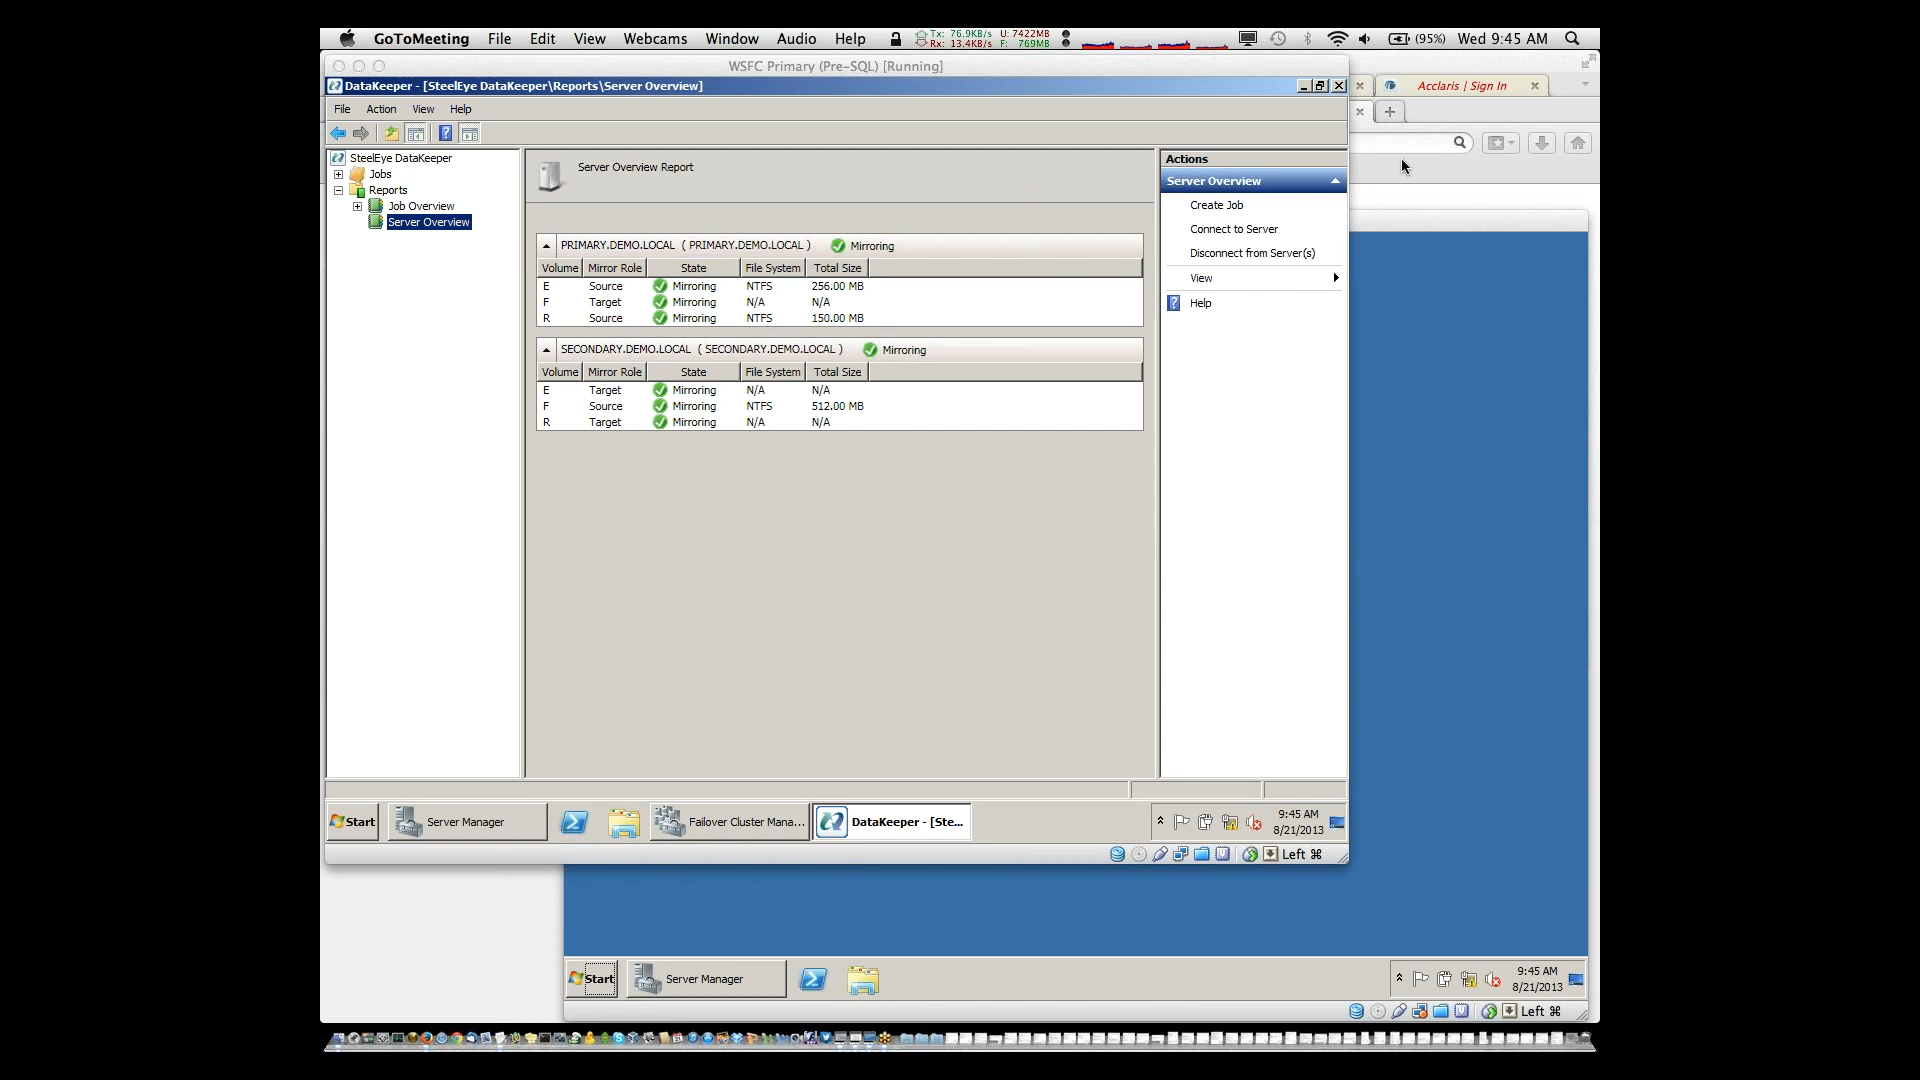 GoToMeeting File Edit View Webcams Window Audio Help Tx: 76.9KB/s U: 7422MB (95%) Wed 9:45 AM
Rx: 13.4KB/s F: 769MB
WSFC Primary (Pre-SQL) [Running]
DataKeeper - [SteelEye DataKeeper\Reports\Server Overview]
Acclaris | Sign In
File Action View Help
SteelEye DataKeeper
Jobs
Reports
Job Overview
Server Overview
Server Overview Report
PRIMARY.DEMO.LOCAL ( PRIMARY.DEMO.LOCAL ) Mirroring
Volume Mirror Role State File System Total Size
E Source Mirroring NTFS 256.00 MB
F Target Mirroring N/A N/A
R Source Mirroring NTFS 150.00 MB
SECONDARY.DEMO.LOCAL ( SECONDARY.DEMO.LOCAL ) Mirroring
Volume Mirror Role State File System Total Size
E Target Mirroring N/A N/A
F Source Mirroring NTFS 512.00 MB
R Target Mirroring N/A N/A
Actions
Server Overview
Create Job
Connect to Server
Disconnect from Server(s)
View
Help
Start Server Manager Failover Cluster Mana... DataKeeper - [Ste... 9:45 AM
8/21/2013
Left ⌘
Start Server Manager 9:45 AM
8/21/2013
Left ⌘